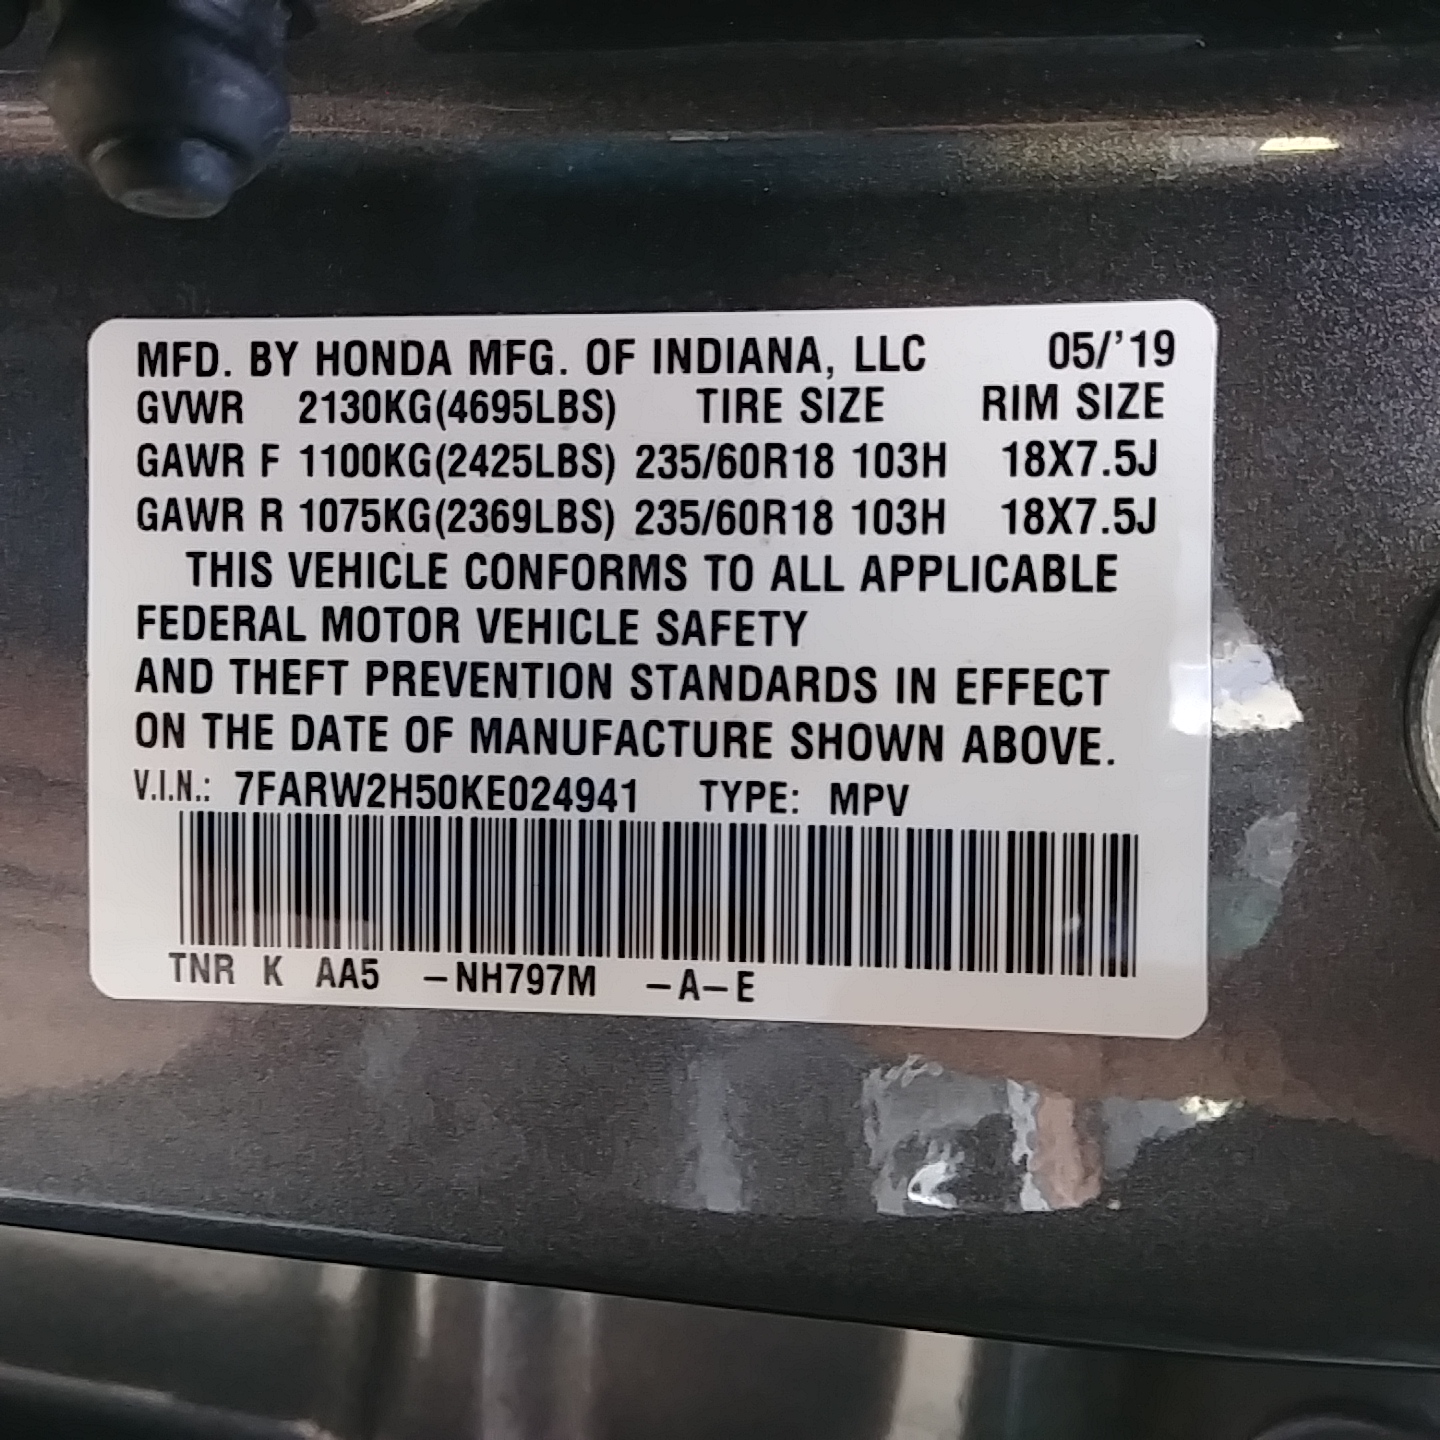 MFD. BY HONDA MFG. OF INDIANA, LLC 05/'19
GVWR 2130KG(4695LBS) TIRE SIZE RIM SIZE
GAWR F 1100KG(2425LBS) 235/60R18 103H 18X7.5J
GAWR R 1075KG(2369LBS) 235/60R18 103H 18X7.5J
THIS VEHICLE CONFORMS TO ALL APPLICABLE
FEDERAL MOTOR VEHICLE SAFETY
AND THEFT PREVENTION STANDARDS IN EFFECT
ON THE DATE OF MANUFACTURE SHOWN ABOVE.
V.I.N.: 7FARW2H50KE024941 TYPE: MPV
TNR K AA5 –NH797M –A–E